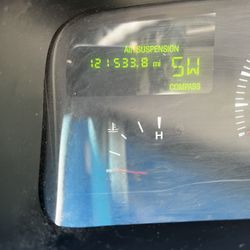 AIR SUSPENSION
121533.8 mi SW
COMPASS
H